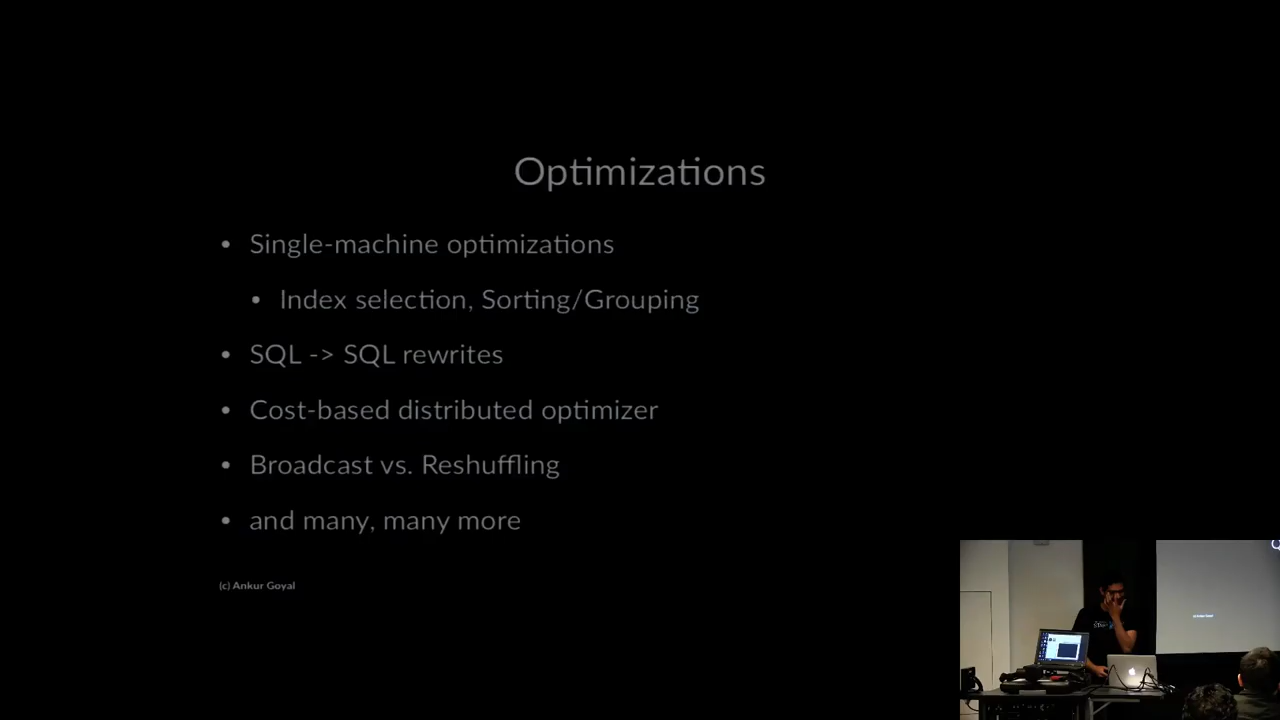 Optimizations
• Single-machine optimizations
• Index selection, Sorting/Grouping
• SQL -> SQL rewrites
• Cost-based distributed optimizer
• Broadcast vs. Reshuffling
• and many, many more
(c) Ankur Goyal